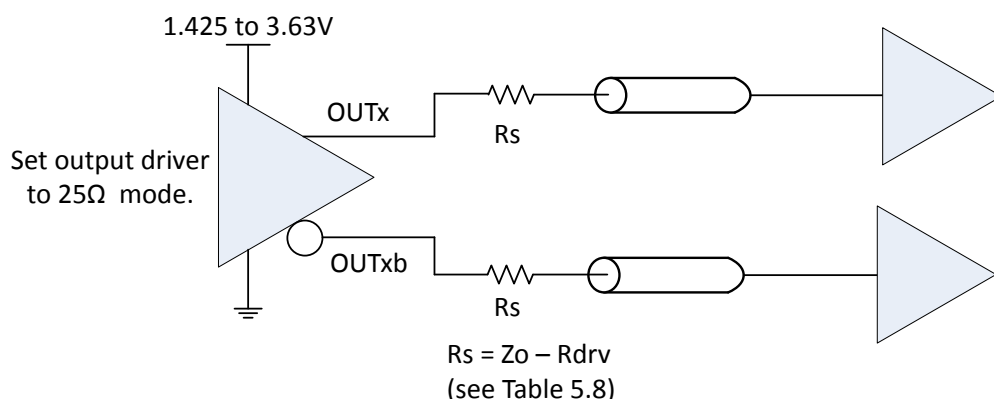 1.425 to 3.63V
OUTx
Rs
Set output driver
to 25Ω mode.
OUTxb
Rs
Rs = Zo – Rdrv
(see Table 5.8)